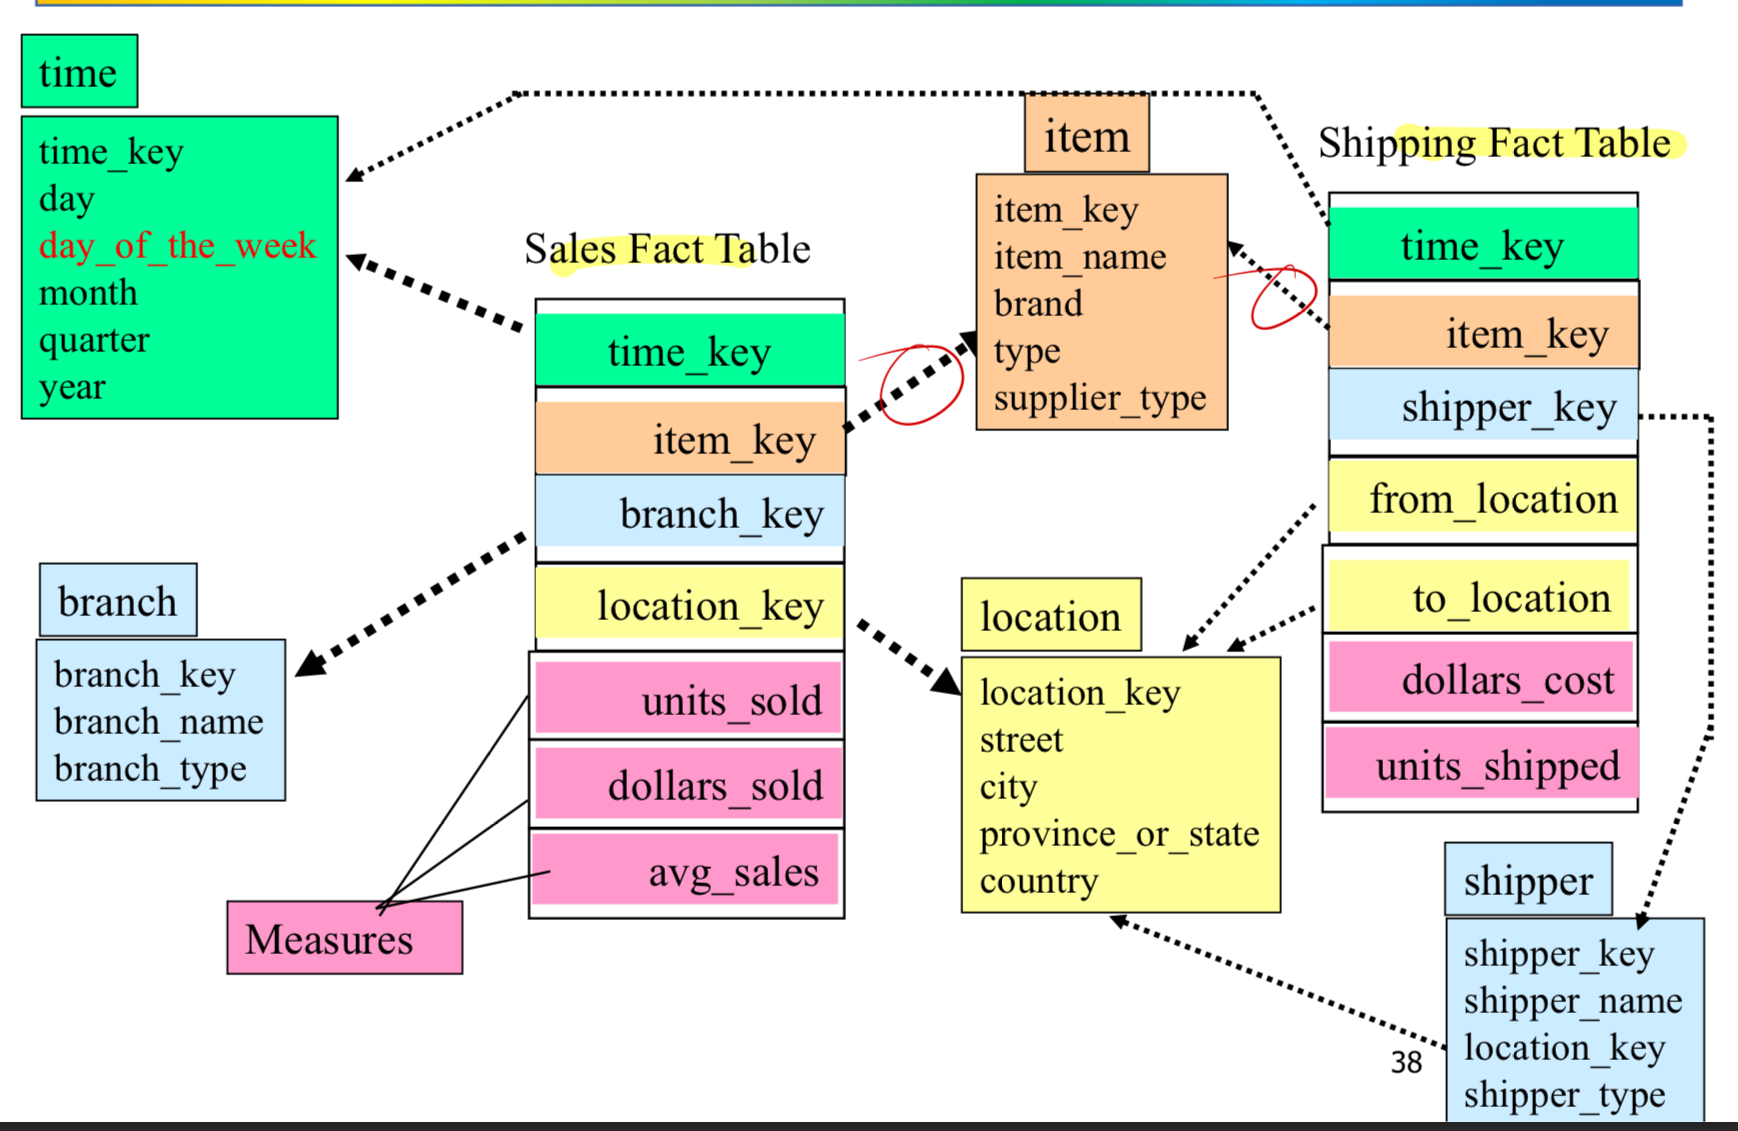 time
time_key
day
day_of_the_week
month
quarter
year
Sales Fact Table
time_key
item_key
branch_key
location_key
units_sold
dollars_sold
avg_sales
Measures
branch
branch_key
branch_name
branch_type
item
item_key
item_name
brand
type
supplier_type
location
location_key
street
city
province_or_state
country
Shipping Fact Table
time_key
item_key
shipper_key
from_location
to_location
dollars_cost
units_shipped
shipper
shipper_key
shipper_name
location_key
shipper_type
38